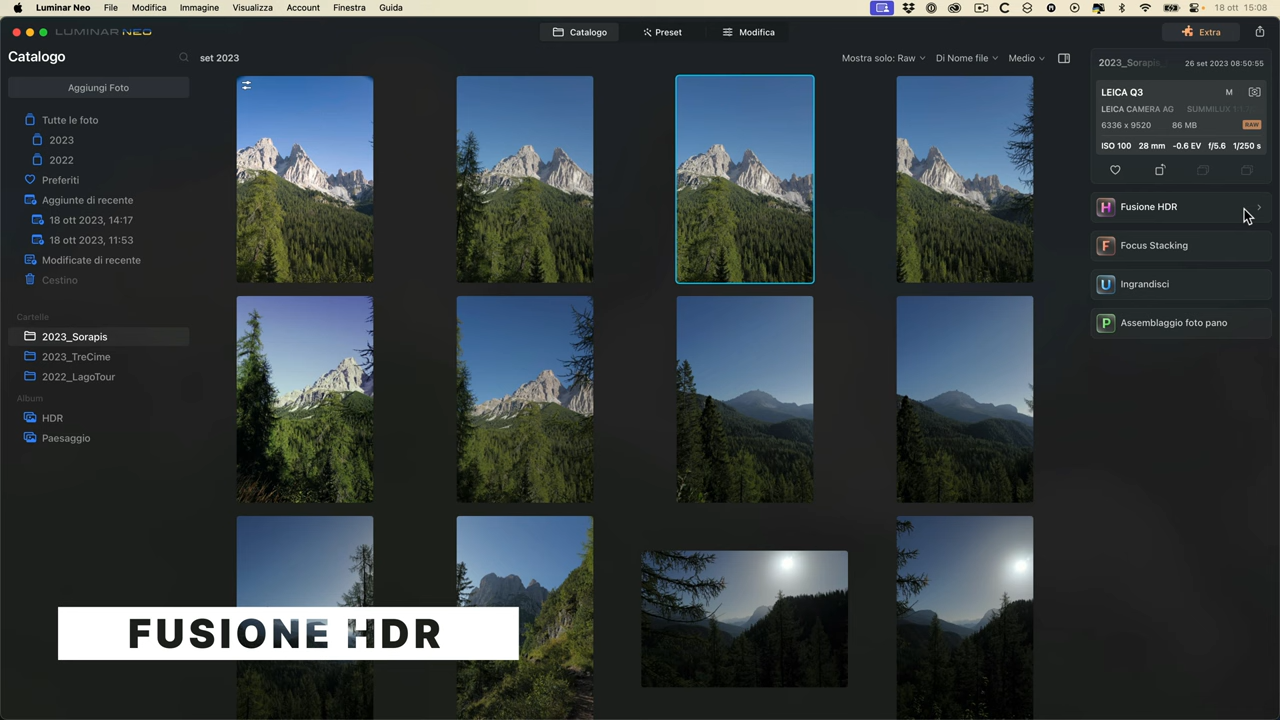 Luminar Neo File Modifica Immagine Visualizza Account Finestra Guida 18 ott 15:08
LUMINAR NEO Catalogo Preset Modifica Extra
Catalogo set 2023 Mostra solo: Raw Di Nome file Medio
Aggiungi Foto
Tutte le foto
2023
2022
Preferiti
Aggiunte di recente
18 ott 2023, 14:17
18 ott 2023, 11:53
Modificate di recente
Cestino
Cartelle
2023_Sorapis
2023_TreCime
2022_LagoTour
Album
HDR
Paesaggio
2023_Sorapis 26 set 2023 08:50:55
LEICA Q3 M
LEICA CAMERA AG SUMMILUX
6336 x 9520 86 MB RAW
ISO 100 28 mm -0.6 EV f/5.6 1/250 s
H Fusione HDR
F Focus Stacking
U Ingrandisci
P Assemblaggio foto pano
FUSIONE HDR